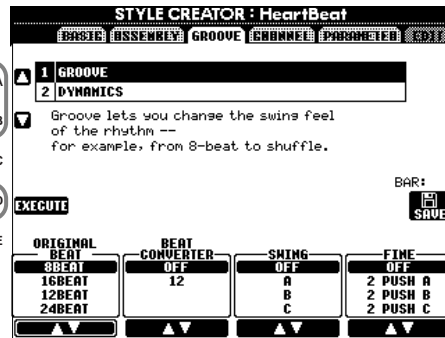 STYLE CREATOR : HeartBeat
BASIC ASSEMBLY GROOVE CHANNEL PARAMETER EDIT
A
1 GROOVE
2 DYNAMICS
B
Groove lets you change the swing feel
of the rhythm --
for example, from 8-beat to shuffle.
C
BAR:
D
EXECUTE
SAVE
E
ORIGINAL BEAT
BEAT CONVERTER
SWING
FINE
8BEAT OFF OFF OFF
16BEAT 12 A 2 PUSH A
12BEAT B 2 PUSH B
24BEAT C 2 PUSH C